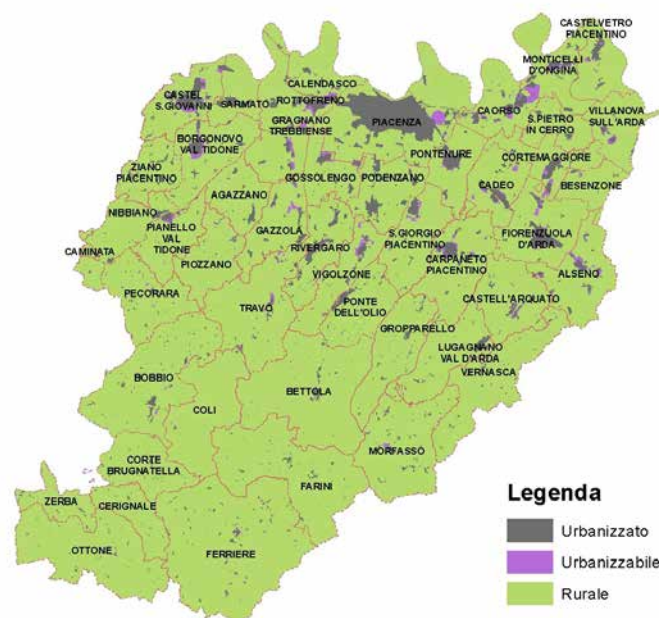 CASTELVETRO
PIACENTINO
MONTICELLI
D'ONGINA
CALENDASCO
CASTEL
S.GIOVANNI
SARMATO
ROTTOFRENO
CAORSO
VILLANOVA
SULL'ARDA
S.PIETRO
IN CERRO
GRAGNANO
TREBBIENSE
PIACENZA
BORGONOVO
VAL TIDONE
PONTENURE
CORTEMAGGIORE
ZIANO
PIACENTINO
GOSSOLENGO
PODENZANO
CADEO
BESENZONE
AGAZZANO
NIBBIANO
PIANELLO
VAL
TIDONE
GAZZOLA
RIVERGARO
S.GIORGIO
PIACENTINO
FIORENZUOLA
D'ARDA
CAMINATA
PIOZZANO
VIGOLZONE
CARPANETO
PIACENTINO
ALSENO
PECORARA
TRAVO
PONTE
DELL'OLIO
CASTELL'ARQUATO
GROPPARELLO
LUGAGNANO
VAL D'ARDA
VERNASCA
BOBBIO
COLI
BETTOLA
MORFASSO
CORTE
BRUGNATELLA
FARINI
ZERBA
CERIGNALE
OTTONE
FERRIERE
Legenda
Urbanizzato
Urbanizzabile
Rurale